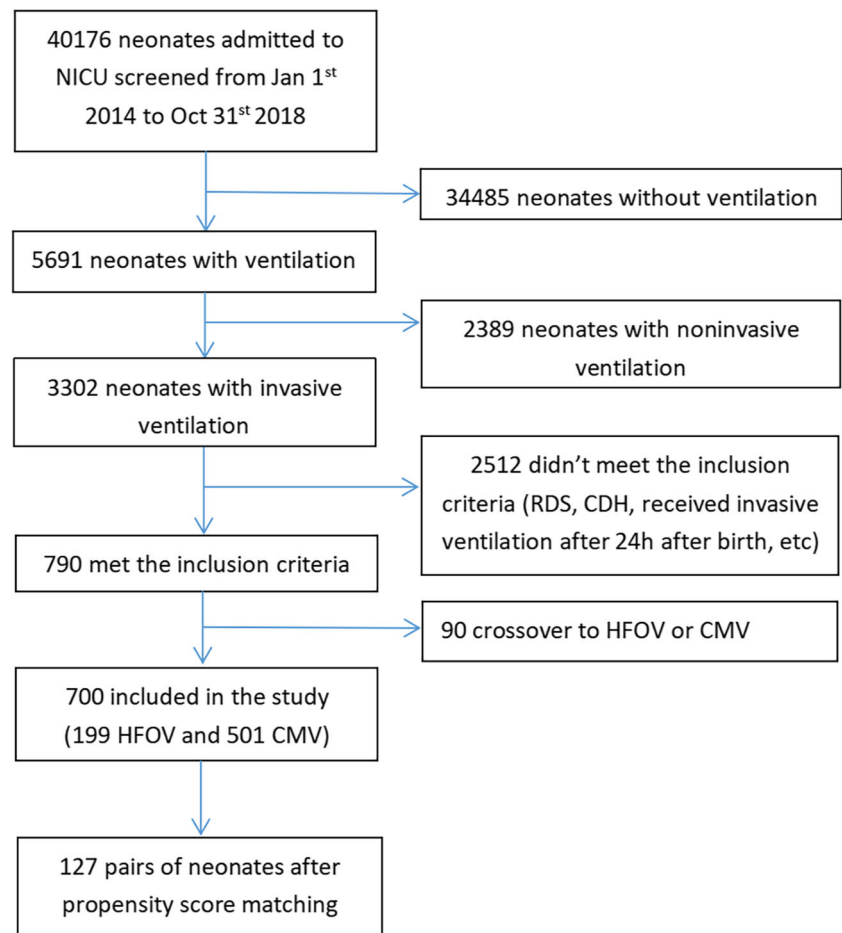 40176 neonates admitted to
NICU screened from Jan 1st
2014 to Oct 31st 2018
34485 neonates without ventilation
5691 neonates with ventilation
2389 neonates with noninvasive
ventilation
3302 neonates with invasive
ventilation
2512 didn’t meet the inclusion
criteria (RDS, CDH, received invasive
ventilation after 24h after birth, etc)
790 met the inclusion criteria
90 crossover to HFOV or CMV
700 included in the study
(199 HFOV and 501 CMV)
127 pairs of neonates after
propensity score matching